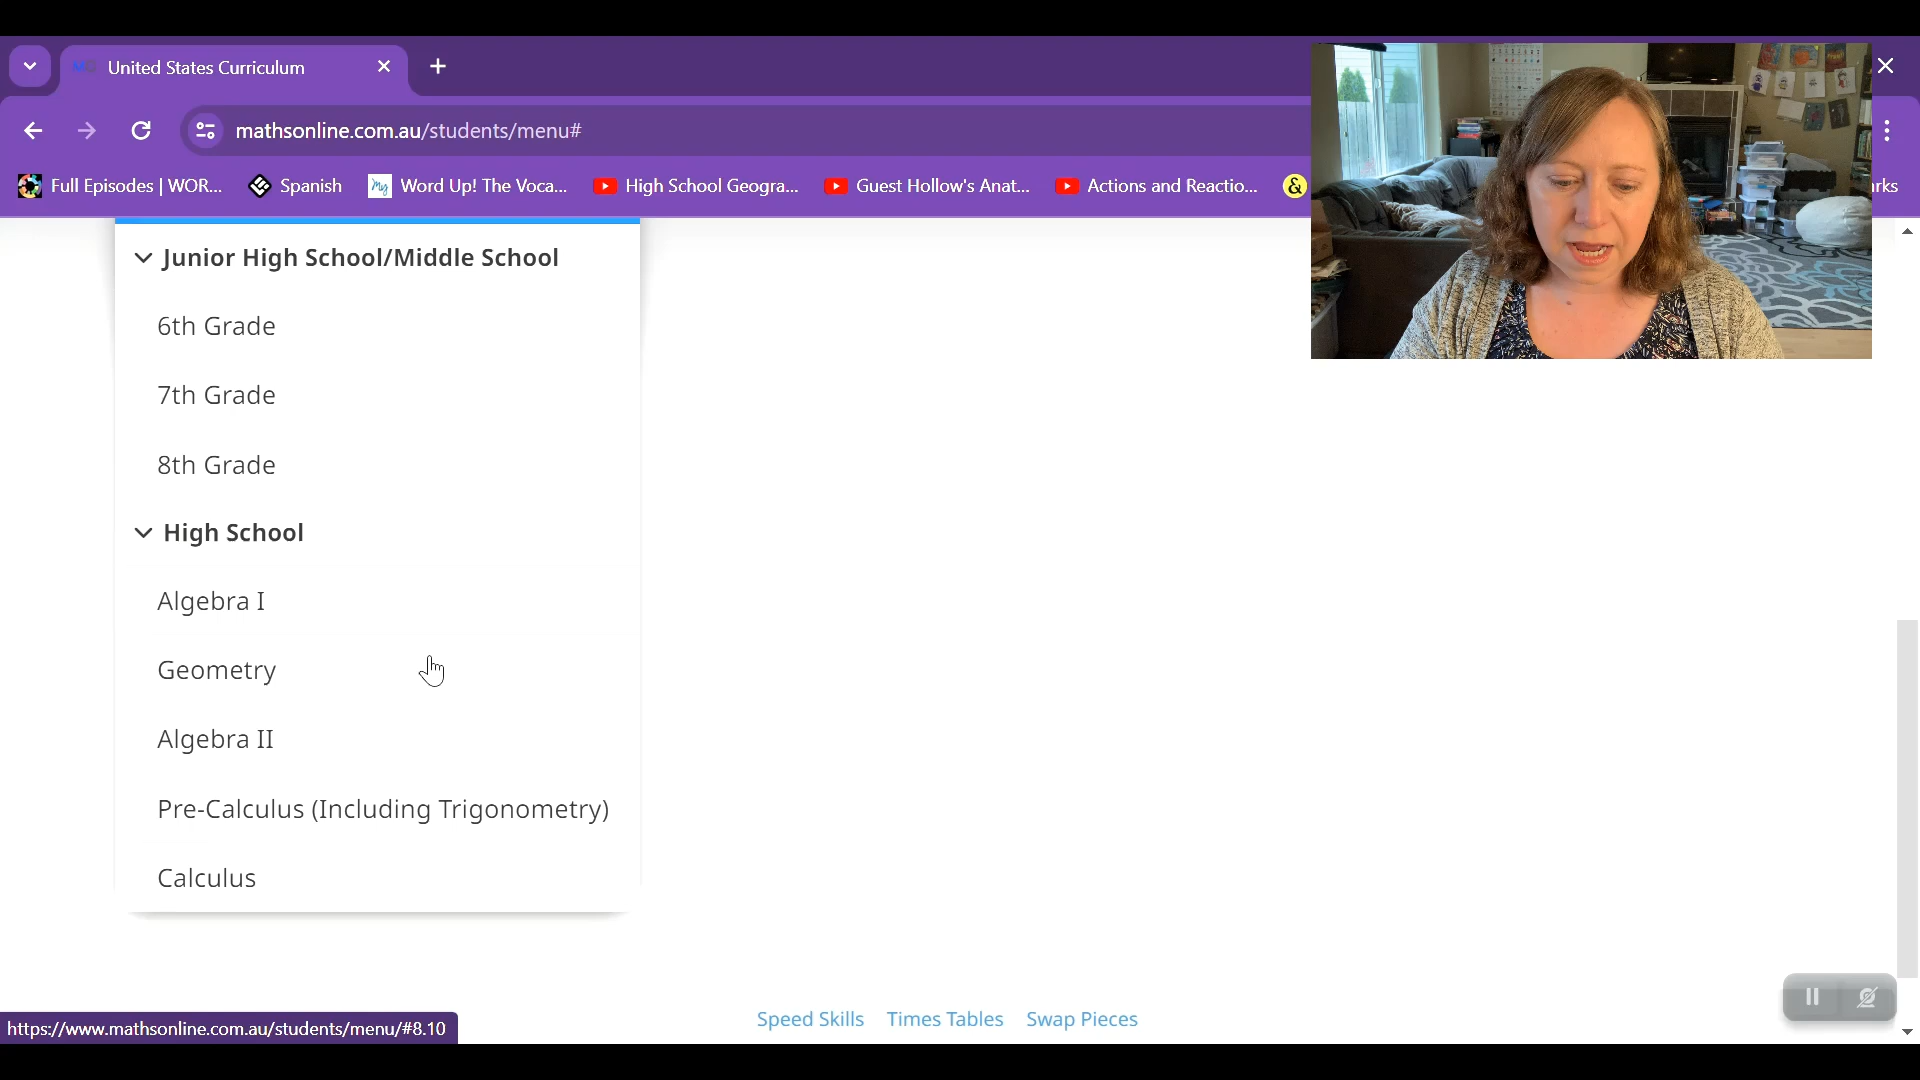 United States Curriculum
mathsonline.com.au/students/menu#
Full Episodes | WOR...
Spanish
my
Word Up! The Voca...
High School Geogra...
Guest Hollow's Anat...
Actions and Reactio...
&
Junior High School/Middle School
6th Grade
7th Grade
8th Grade
High School
Algebra I
Geometry
Algebra II
Pre-Calculus (Including Trigonometry)
Calculus
Speed Skills Times Tables Swap Pieces
https://www.mathsonline.com.au/students/menu/#8.10